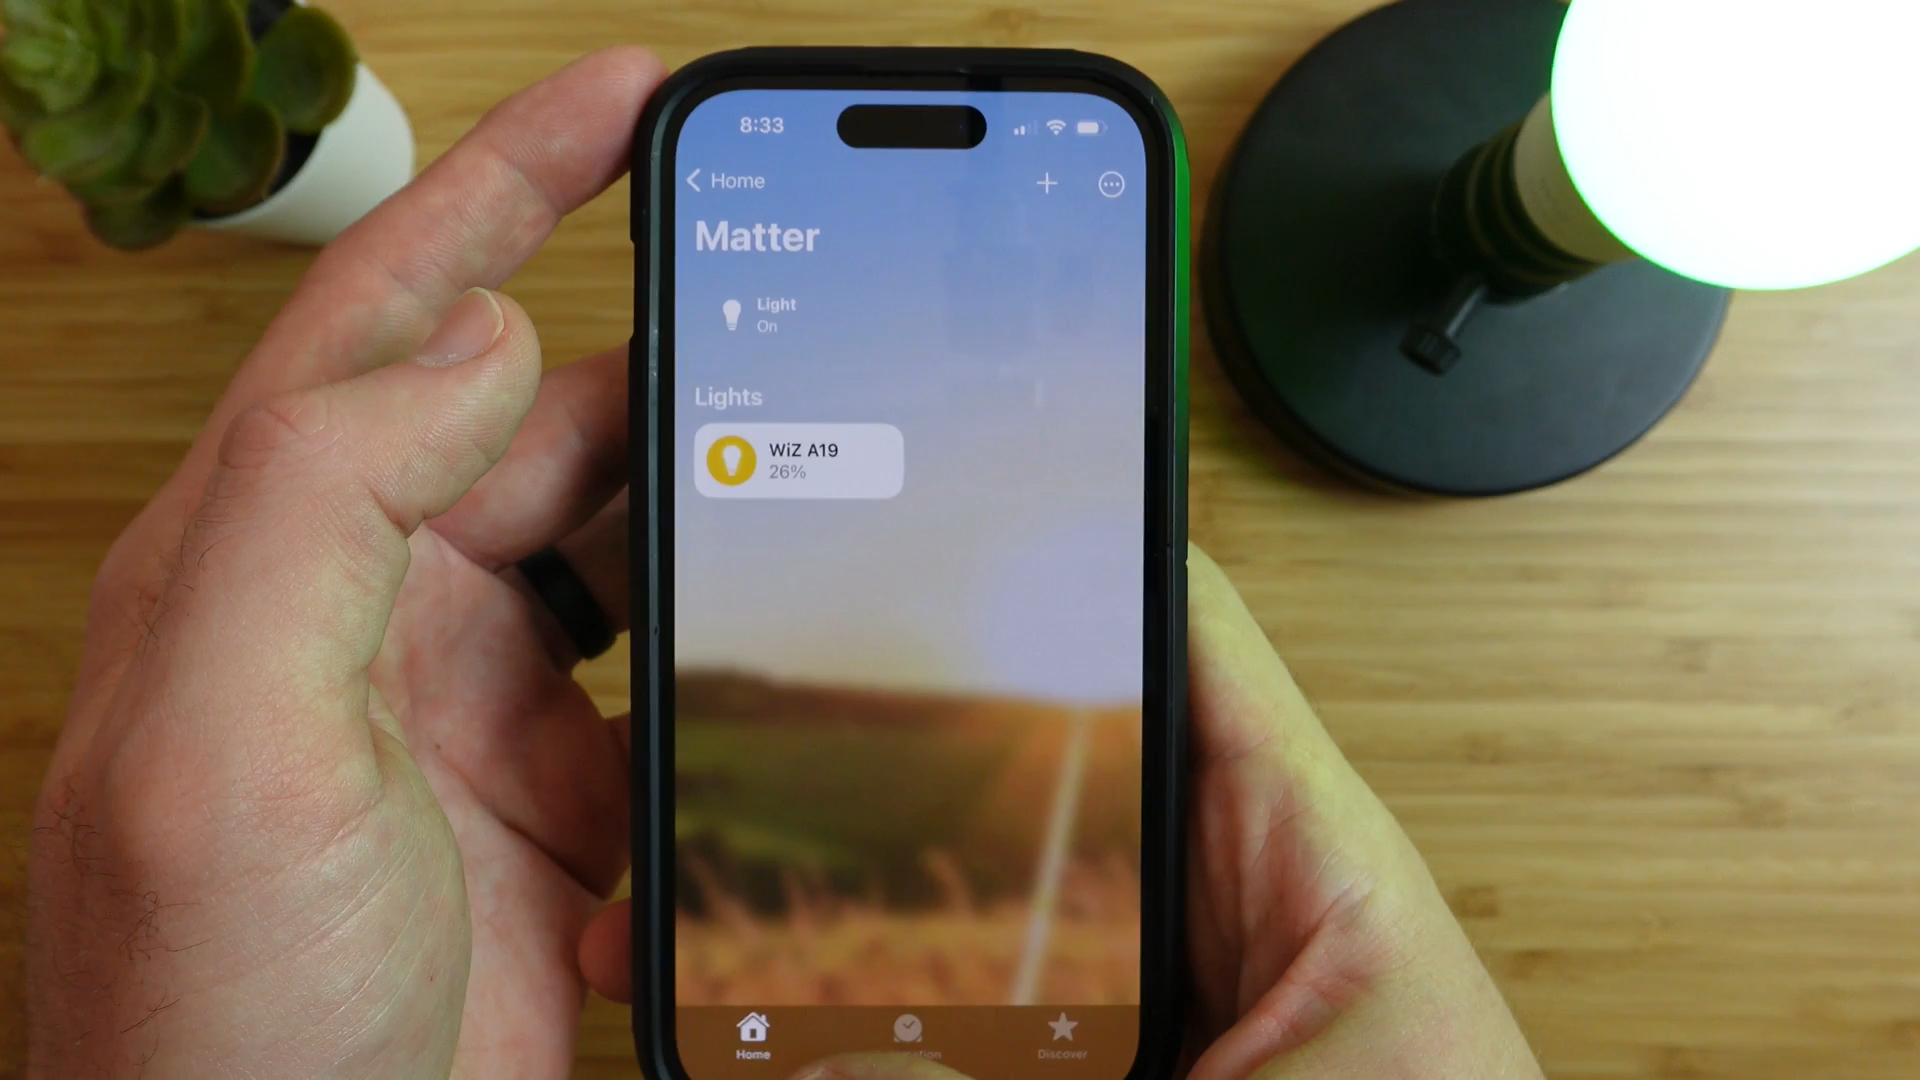 8:33
Home
Matter
Light
On
Lights
WiZ A19
26%
Home
Discover